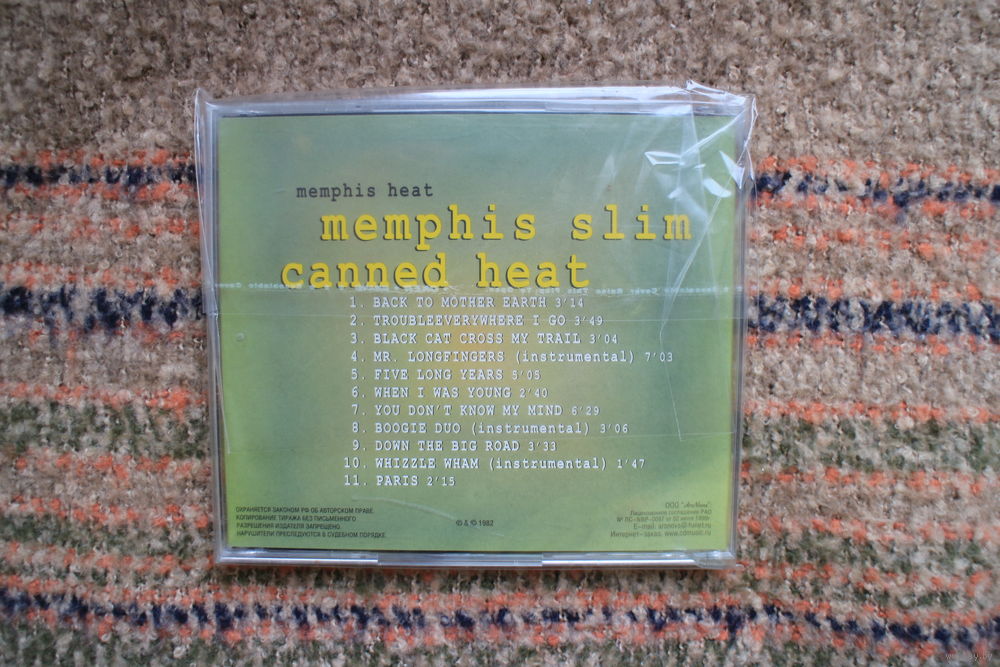 memphis heat
memphis slim
canned heat
1. BACK TO MOTHER EARTH 3'14
2. TROUBLEEVERYWHERE I GO 3'49
3. BLACK CAT CROSS MY TRAIL 3'04
4. MR. LONGFINGERS (instrumental) 7'03
5. FIVE LONG YEARS 5'05
6. WHEN I WAS YOUNG 2'40
7. YOU DON'T KNOW MY MIND 6'29
8. BOOGIE DUO (instrumental) 3'06
9. DOWN THE BIG ROAD 3'33
10. WHIZZLE WHAM (instrumental) 1'47
11. PARIS 2'15
ОХРАНЯЕТСЯ ЗАКОНОМ РФ ОБ АВТОРСКОМ ПРАВЕ.
КОПИРОВАНИЕ ТИРАЖА БЕЗ ПИСЬМЕННОГО
РАЗРЕШЕНИЯ ИЗДАТЕЛЯ ЗАПРЕЩЕНО.
НАРУШИТЕЛИ ПРЕСЛЕДУЮТСЯ В СУДЕБНОМ ПОРЯДКЕ.
℗ & © 1982
ООО
Лицензионное соглашение РАО
E-mail:
Интернет-заказ: www.cdmusic.ru